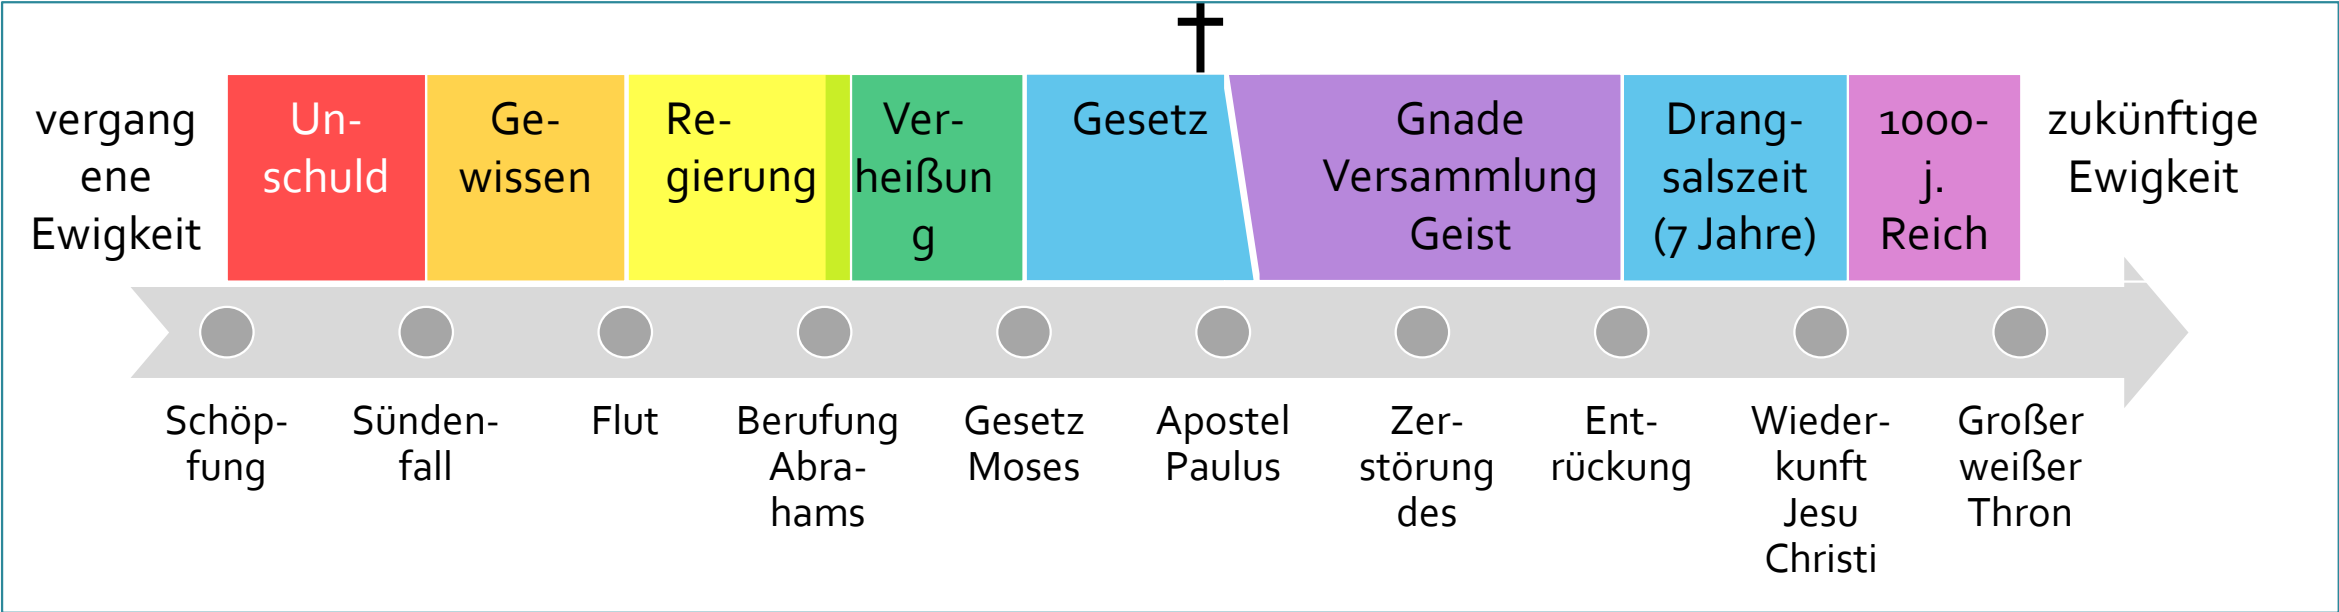 vergang
ene
Ewigkeit
Un-
schuld
Ge-
wissen
Re-
gierung
Ver-
heißun
g
Gesetz
Gnade
Versammlung
Geist
Drang-
salszeit
(7 Jahre)
1000-
j.
Reich
zukünftige
Ewigkeit
Schöp-
fung
Sünden-
fall
Flut
Berufung
Abra-
hams
Gesetz
Moses
Apostel
Paulus
Zer-
störung
des
Ent-
rückung
Wieder-
kunft
Jesu
Christi
Großer
weißer
Thron